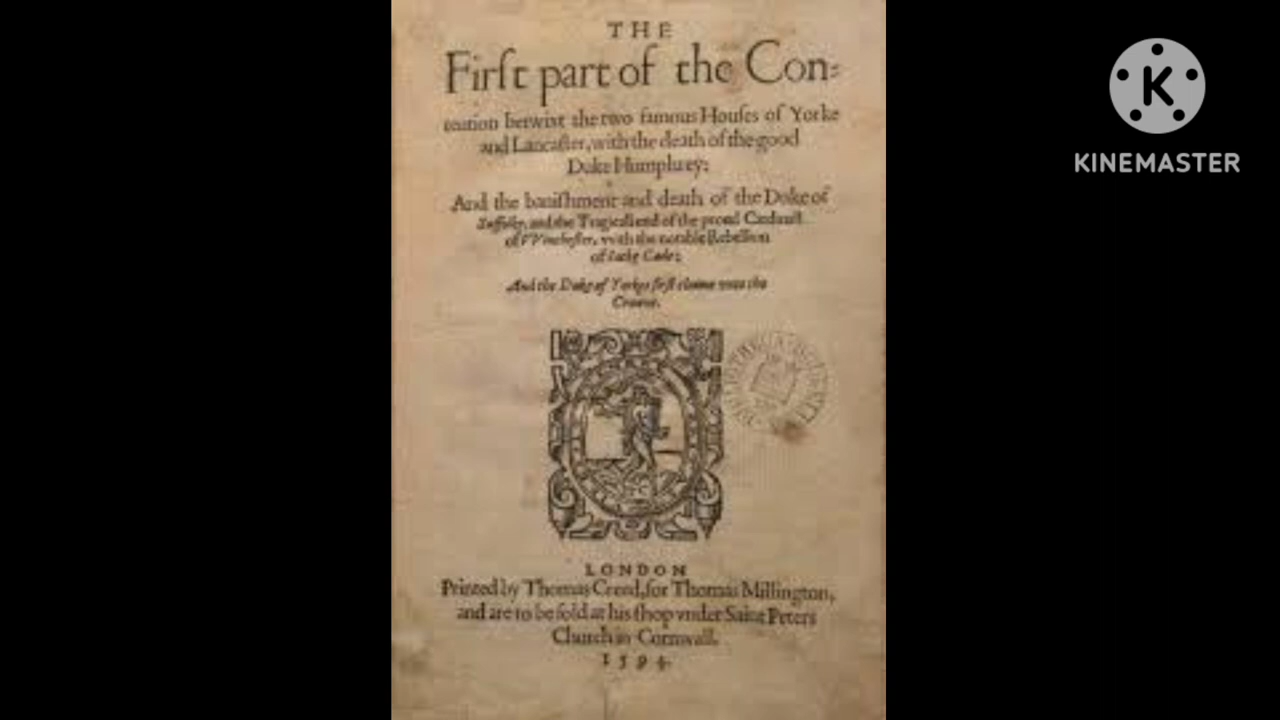 THE
Firſt part of the Con=
tention betwixt the two famous Houſes of Yorke
and Lancaſter, with the death of the good
Duke Humphrey:
And the baniſhment and death of the Duke of
Suffolke, and the Tragicall end of the proud Cardinall
of VVincheſter, with the notable Rebellion
of Iacke Cade:
And the Duke of Yorkes firſt claime vnto the
Crowne.
LONDON
Printed by Thomas Creed, for Thomas Millington,
and are to be ſold at his ſhop vnder Saint Peters
Church in Cornwall.
1594.
K
KINEMASTER